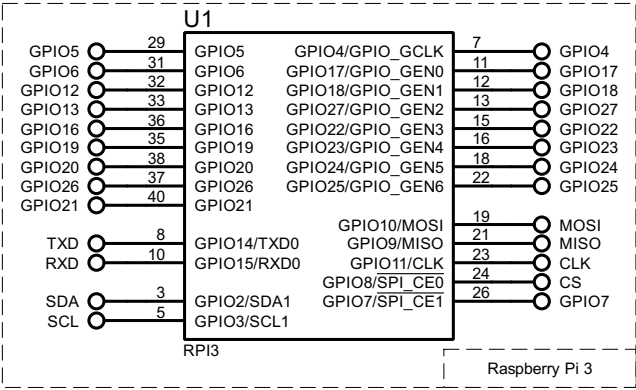 U1
GPIO5 29 GPIO5 GPIO4/GPIO_GCLK 7 GPIO4
GPIO6 31 GPIO6 GPIO17/GPIO_GEN0 11 GPIO17
GPIO12 32 GPIO12 GPIO18/GPIO_GEN1 12 GPIO18
GPIO13 33 GPIO13 GPIO27/GPIO_GEN2 13 GPIO27
GPIO16 36 GPIO16 GPIO22/GPIO_GEN3 15 GPIO22
GPIO19 35 GPIO19 GPIO23/GPIO_GEN4 16 GPIO23
GPIO20 38 GPIO20 GPIO24/GPIO_GEN5 18 GPIO24
GPIO26 37 GPIO26 GPIO25/GPIO_GEN6 22 GPIO25
GPIO21 40 GPIO21
GPIO10/MOSI 19 MOSI
TXD 8 GPIO14/TXD0 GPIO9/MISO 21 MISO
RXD 10 GPIO15/RXD0 GPIO11/CLK 23 CLK
GPIO8/SPI_CE0 24 CS
SDA 3 GPIO2/SDA1 GPIO7/SPI_CE1 26 GPIO7
SCL 5 GPIO3/SCL1
RPI3
Raspberry Pi 3